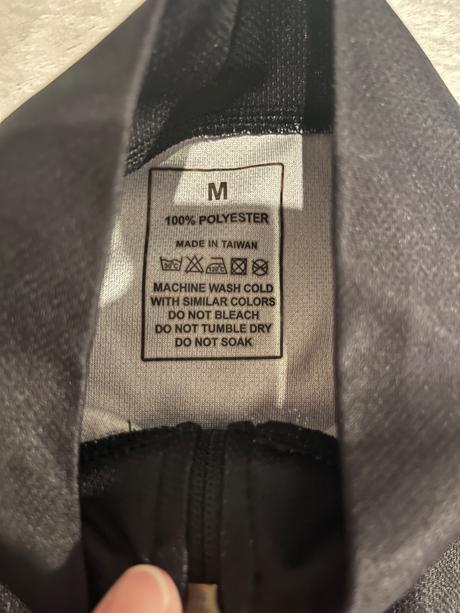 M
100% POLYESTER
MADE IN TAIWAN
MACHINE WASH COLD
WITH SIMILAR COLORS
DO NOT BLEACH
DO NOT TUMBLE DRY
DO NOT SOAK